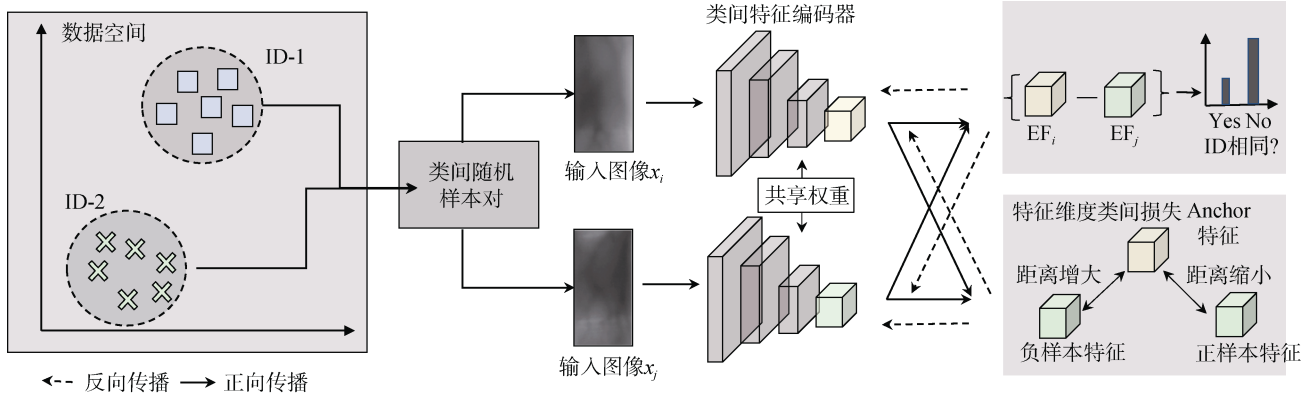 数据空间
ID-1
ID-2
类间随机
样本对
输入图像xi
输入图像xj
类间特征编码器
共享权重
EFi
EFj
Yes No
ID相同?
特征维度类间损失 Anchor
特征
距离增大
距离缩小
负样本特征
正样本特征
反向传播
正向传播